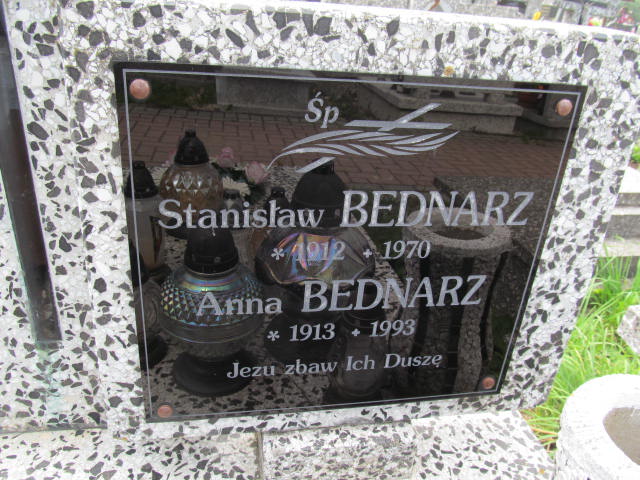 Śp
Stanisław BEDNARZ
* 1912 + 1970
Anna BEDNARZ
* 1913 + 1993
Jezu zbaw Ich Duszę